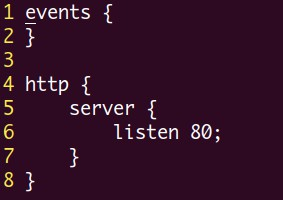 1 events {
2 }
3
4 http {
5     server {
6         listen 80;
7     }
8 }